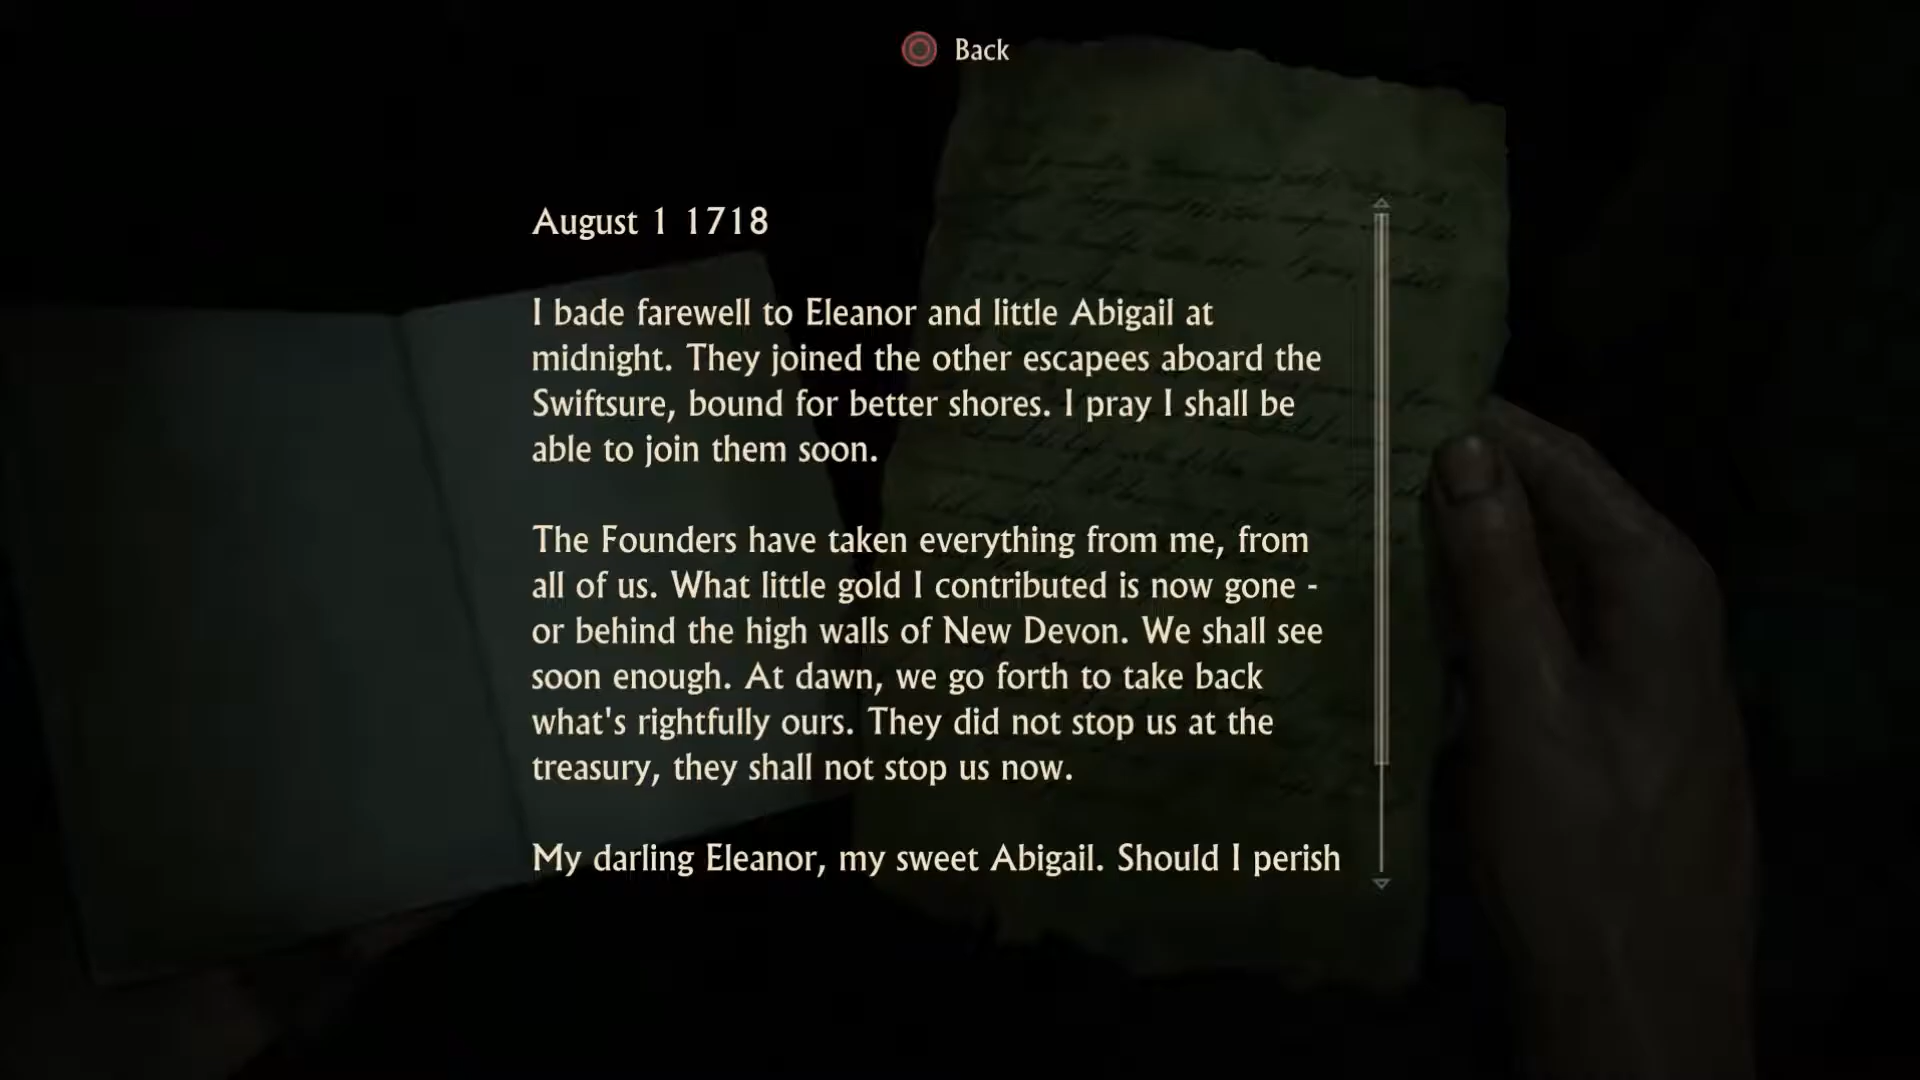 Back
August 1 1718
I bade farewell to Eleanor and little Abigail at
midnight. They joined the other escapees aboard the
Swiftsure, bound for better shores. I pray I shall be
able to join them soon.
The Founders have taken everything from me, from
all of us. What little gold I contributed is now gone -
or behind the high walls of New Devon. We shall see
soon enough. At dawn, we go forth to take back
what's rightfully ours. They did not stop us at the
treasury, they shall not stop us now.
My darling Eleanor, my sweet Abigail. Should I perish